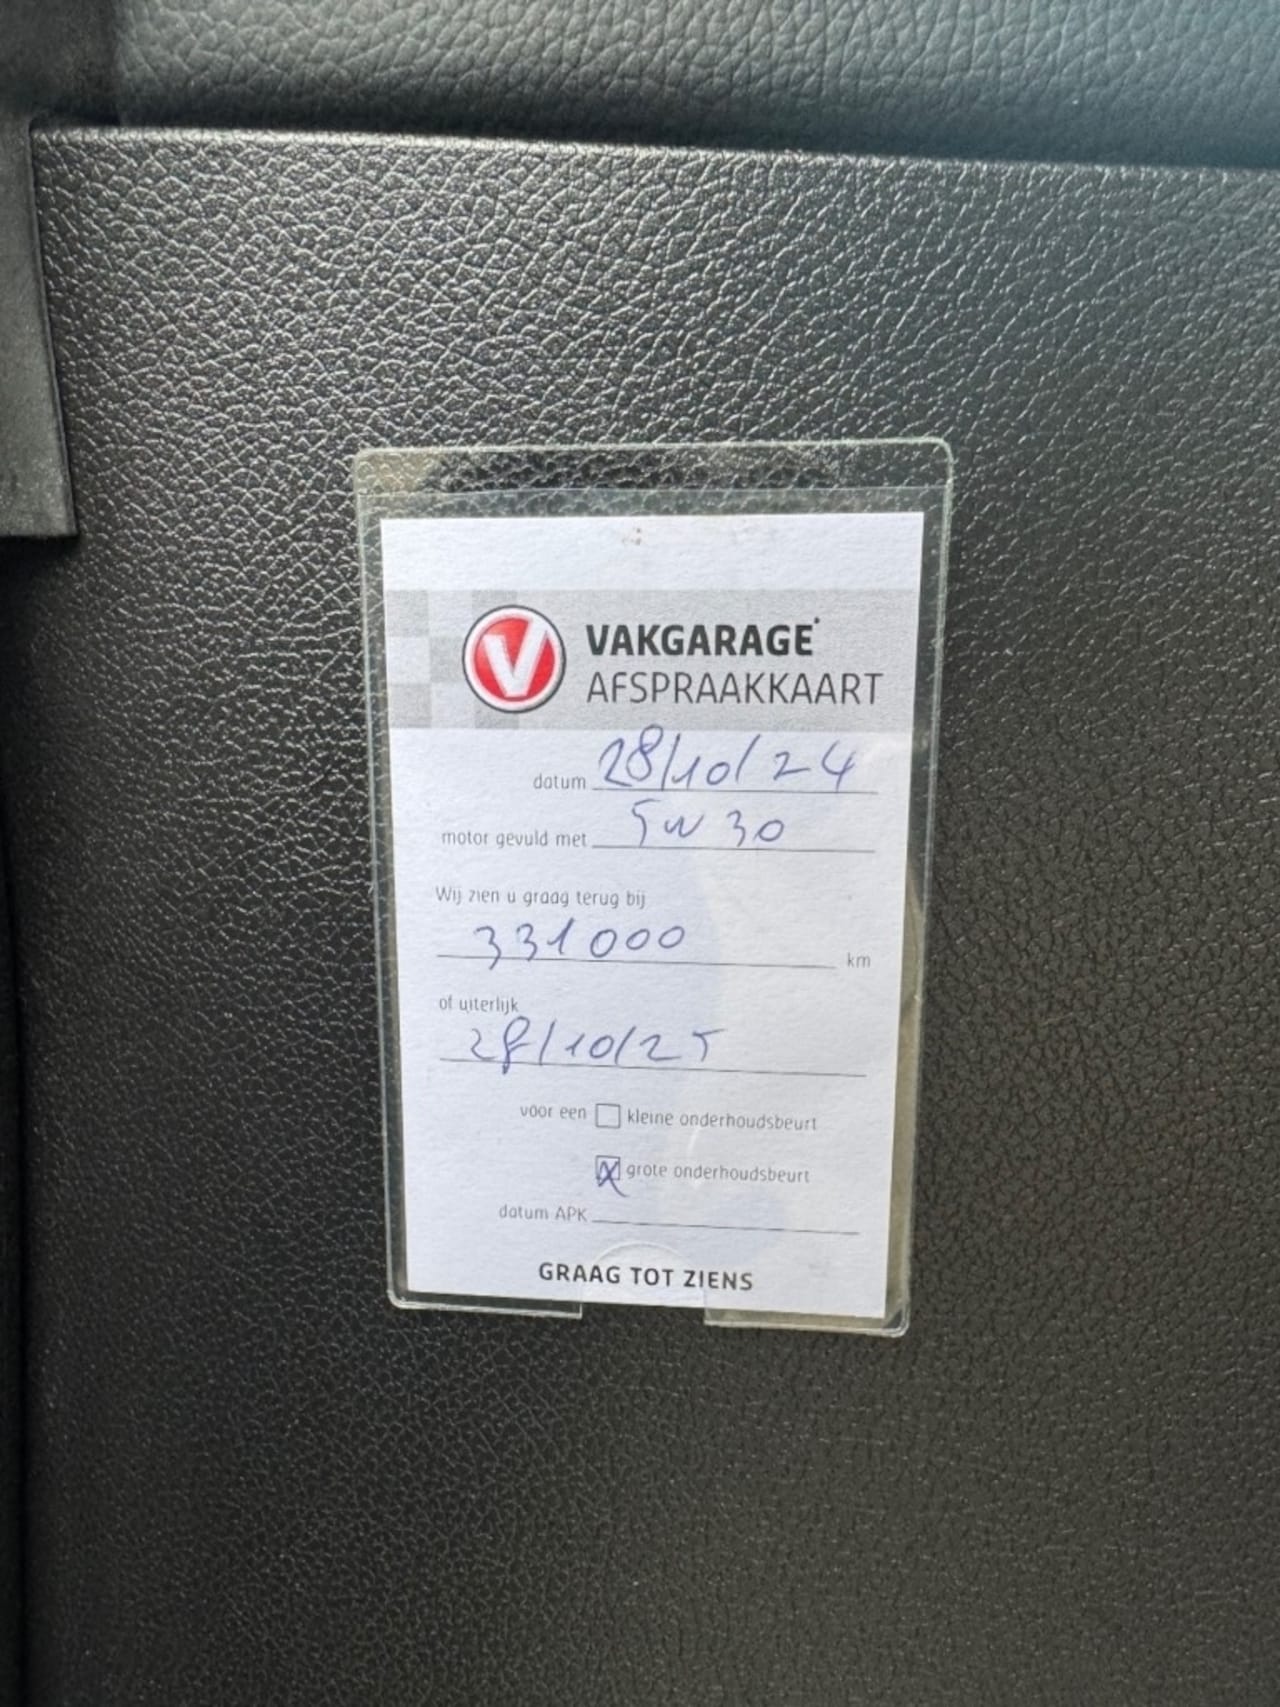 V VAKGARAGE
AFSPRAAKKAART
datum 28/10/24
motor gevuld met 5w30
Wij zien u graag terug bij
331000 km
of uiterlijk
28/10/25
voor een kleine onderhoudsbeurt
x grote onderhoudsbeurt
datum APK
GRAAG TOT ZIENS